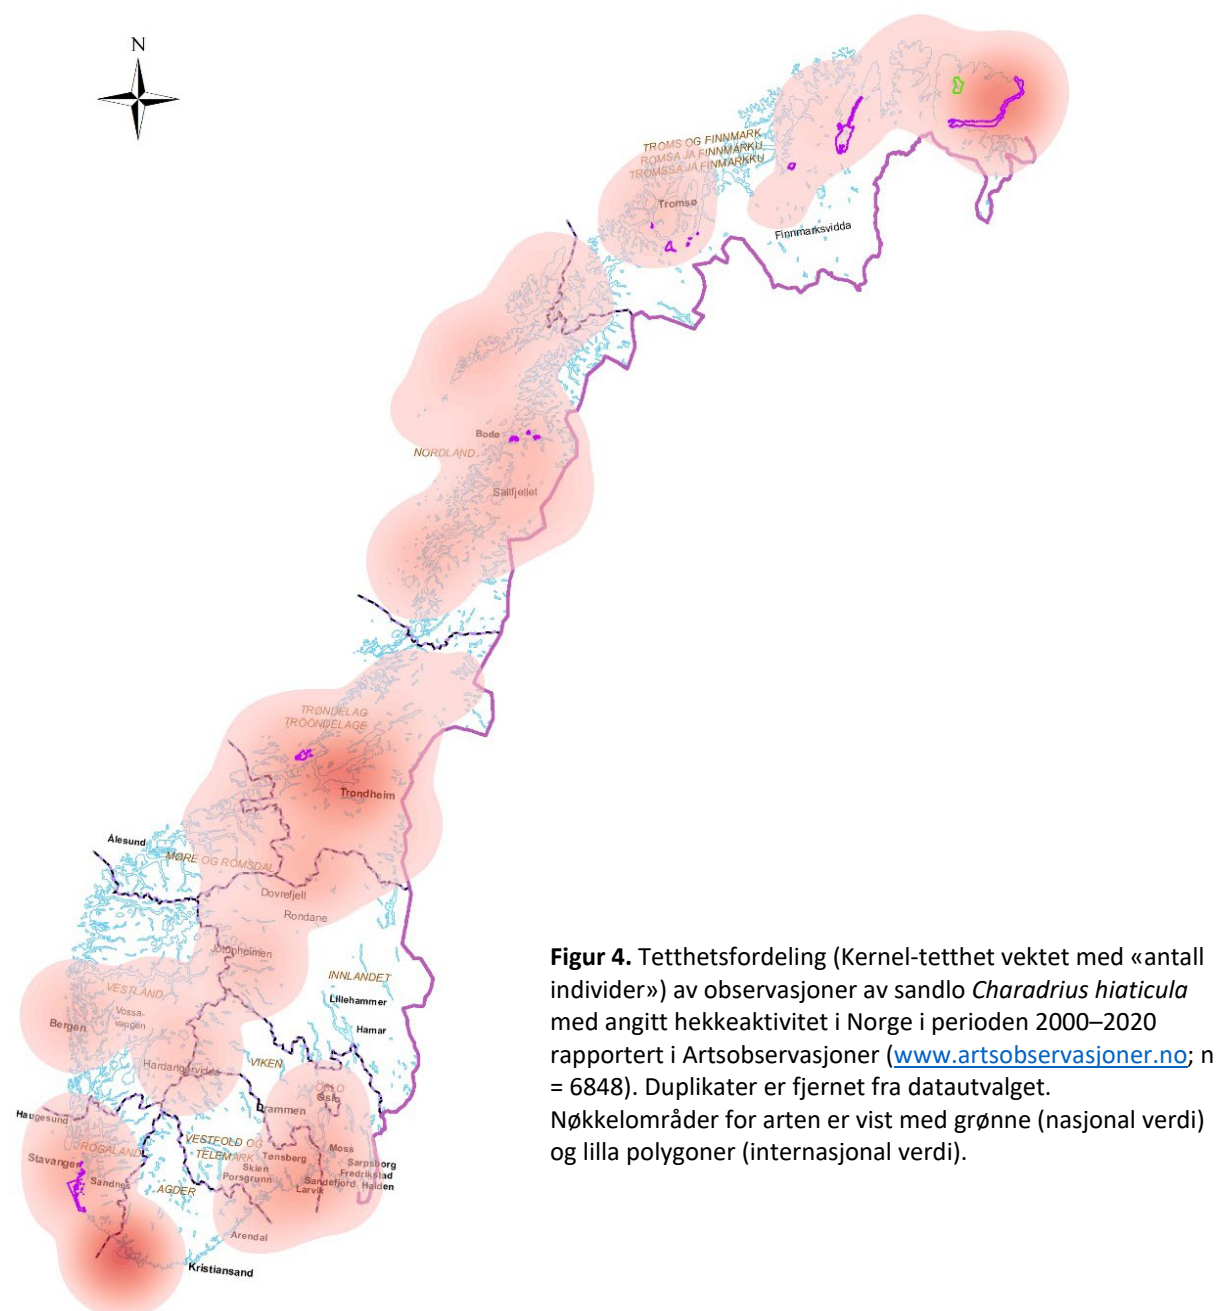 N
TROMS OG FINNMARK
ROMSA JA FINNMÁRKU
TROMSSA JA FINMARKKU
Tromsø
Finnmarksvidda
Bodø
NORDLAND
Saltfjellet
TRØNDELAG
TRÖÖNDELAGE
Trondheim
Ålesund
MØRE OG ROMSDAL
Dovrefjell
Rondane
Jotunheimen
INNLANDET
VESTLAND
Lillehammer
Vossa-
vangen
Bergen
Hamar
Hardangervidda
VIKEN
OSLO
Oslo
Drammen
Haugesund
ROGALAND
VESTFOLD OG
TELEMARK
Moss
Tønsberg
Stavanger
Sarpsborg
Skien
Fredrikstad
Porsgrunn
Sandnes
Sandefjord
Halden
Larvik
AGDER
Arendal
Kristiansand
Figur 4. Tetthetsfordeling (Kernel-tetthet vektet med «antall
individer») av observasjoner av sandlo Charadrius hiaticula
med angitt hekkeaktivitet i Norge i perioden 2000–2020
rapportert i Artsobservasjoner (www.artsobservasjoner.no; n
= 6848). Duplikater er fjernet fra datautvalget.
Nøkkelområder for arten er vist med grønne (nasjonal verdi)
og lilla polygoner (internasjonal verdi).